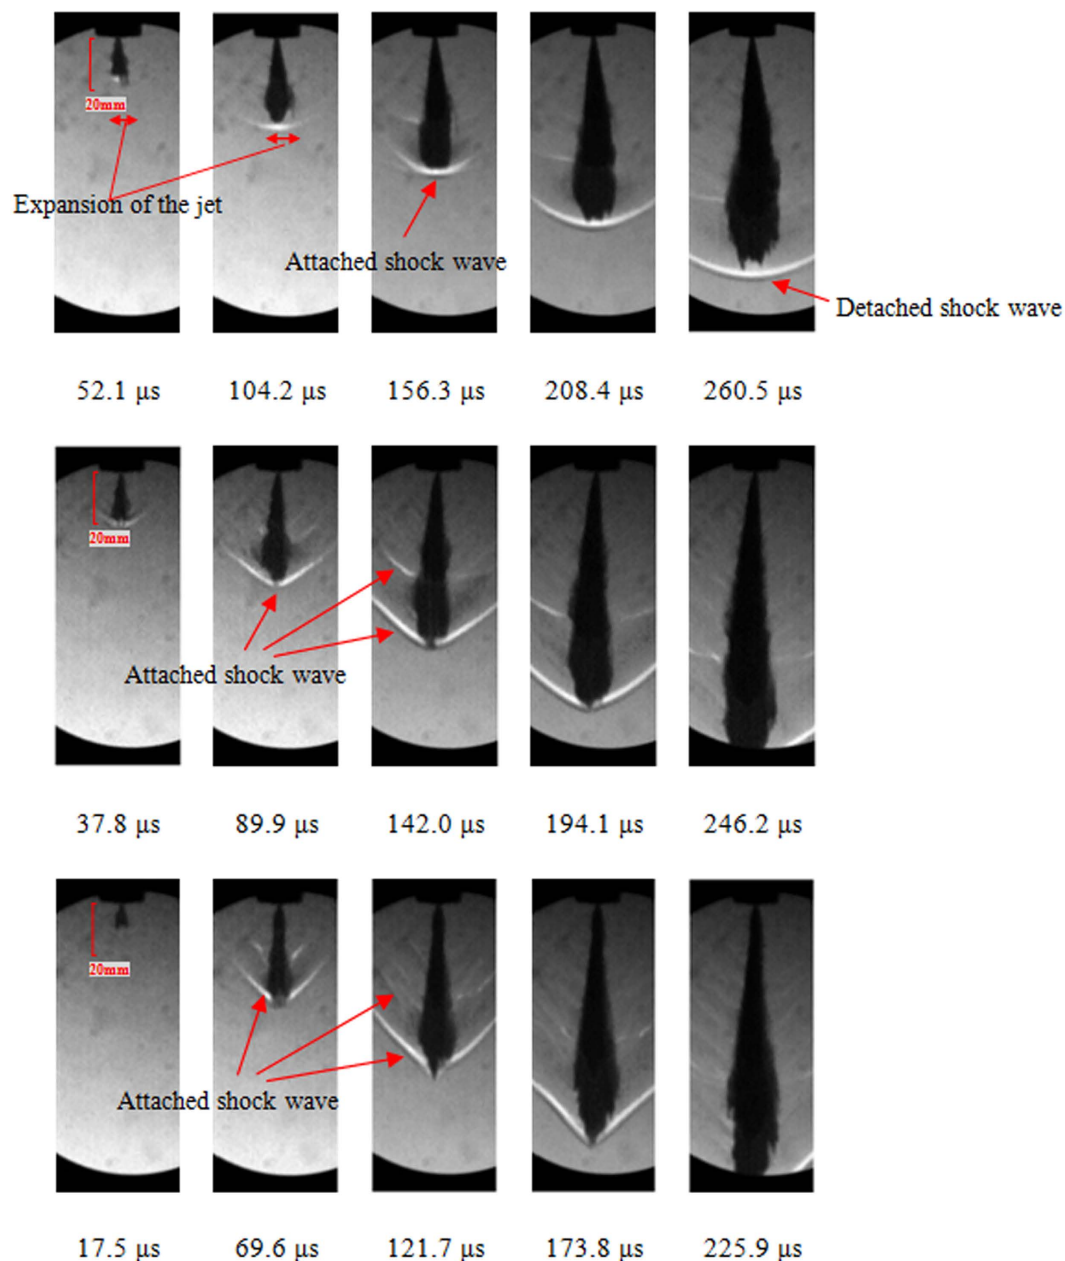 20mm
Expansion of the jet
Attached shock wave
Detached shock wave
52.1 µs
104.2 µs
156.3 µs
208.4 µs
260.5 µs
20mm
Attached shock wave
37.8 µs
89.9 µs
142.0 µs
194.1 µs
246.2 µs
20mm
Attached shock wave
17.5 µs
69.6 µs
121.7 µs
173.8 µs
225.9 µs